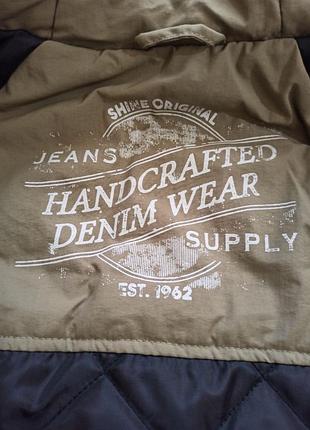 SHINE ORIGINAL
JEANS
HANDCRAFTED
DENIM WEAR
SUPPLY
EST. 1962